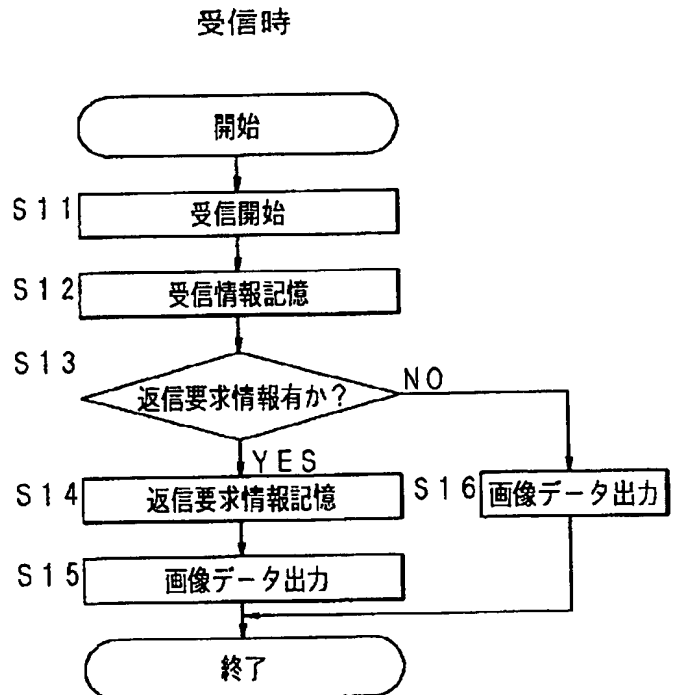 受信時
開始
S11 受信開始
S12 受信情報記憶
S13
返信要求情報有か？ NO
YES
S14 返信要求情報記憶 S16 画像データ出力
S15 画像データ出力
終了